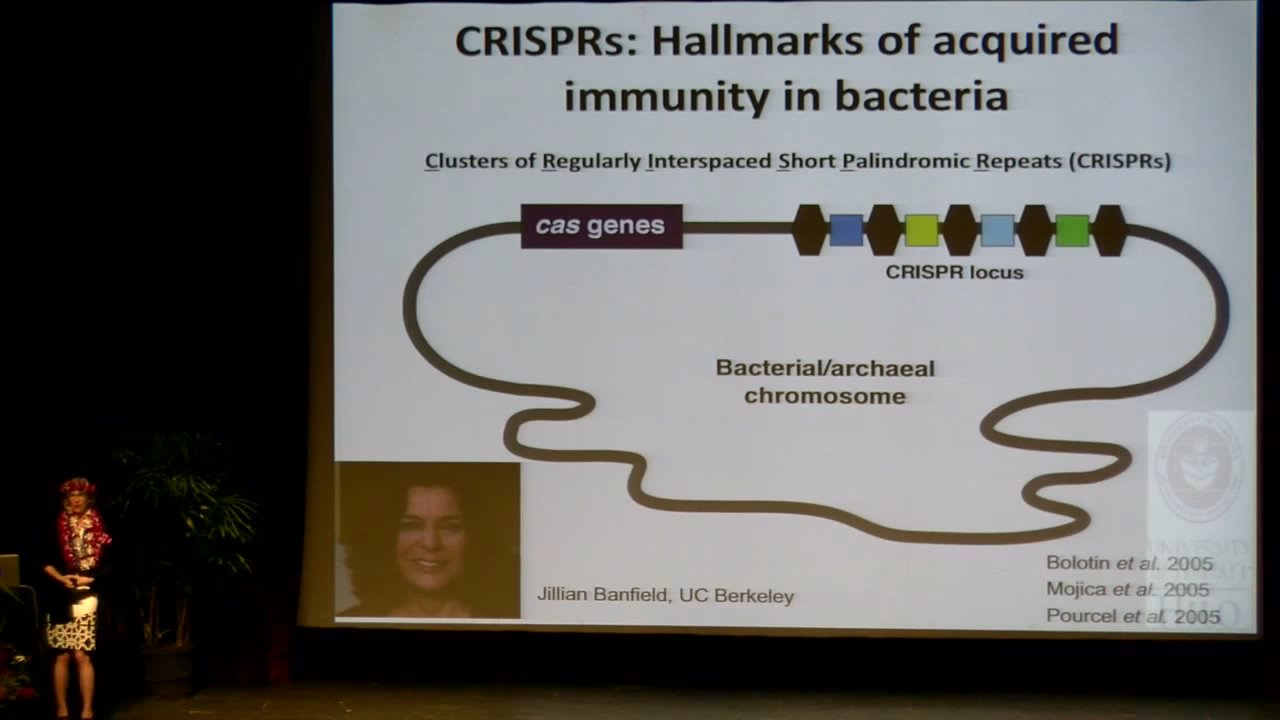 CRISPRs: Hallmarks of acquired
immunity in bacteria
Clusters of Regularly Interspaced Short Palindromic Repeats (CRISPRs)
cas genes
CRISPR locus
Bacterial/archaeal
chromosome
Jillian Banfield, UC Berkeley
Bolotin et al. 2005
Mojica et al. 2005
Pourcel et al. 2005
UNIVERSITY